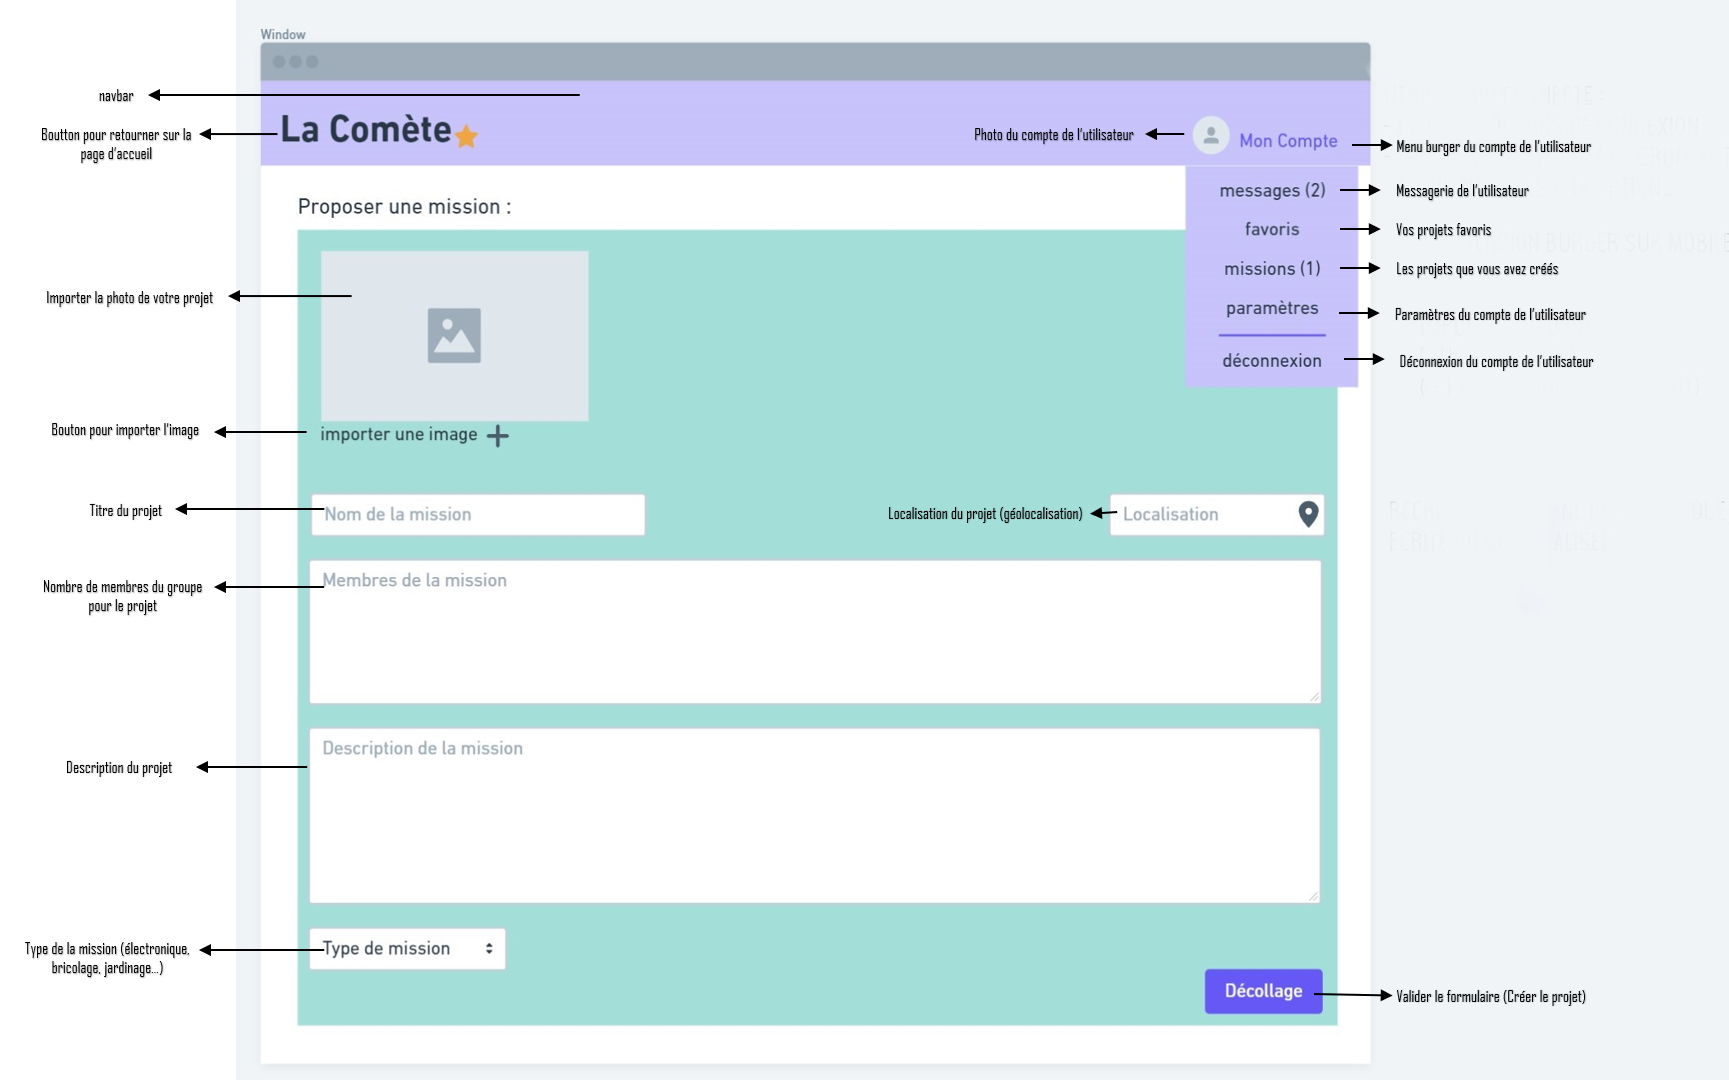 Window
navbar
La Comète
Boutton pour retourner sur la
page d'accueil
Photo du compte de l'utilisateur
Mon Compte
Menu burger du compte de l'utilisateur
messages (2)
Messagerie de l'utilisateur
Proposer une mission :
favoris
Vos projets favoris
missions (1)
Les projets que vous avez créés
Importer la photo de votre projet
paramètres
Paramètres du compte de l'utilisateur
déconnexion
Déconnexion du compte de l'utilisateur
Bouton pour importer l'image
importer une image
Titre du projet
Nom de la mission
Localisation du projet (géolocalisation)
Localisation
Nombre de membres du groupe
pour le projet
Membres de la mission
Description de la mission
Description du projet
Type de la mission (électronique,
bricolage, jardinage...)
Type de mission
Décollage
Valider le formulaire (Créer le projet)